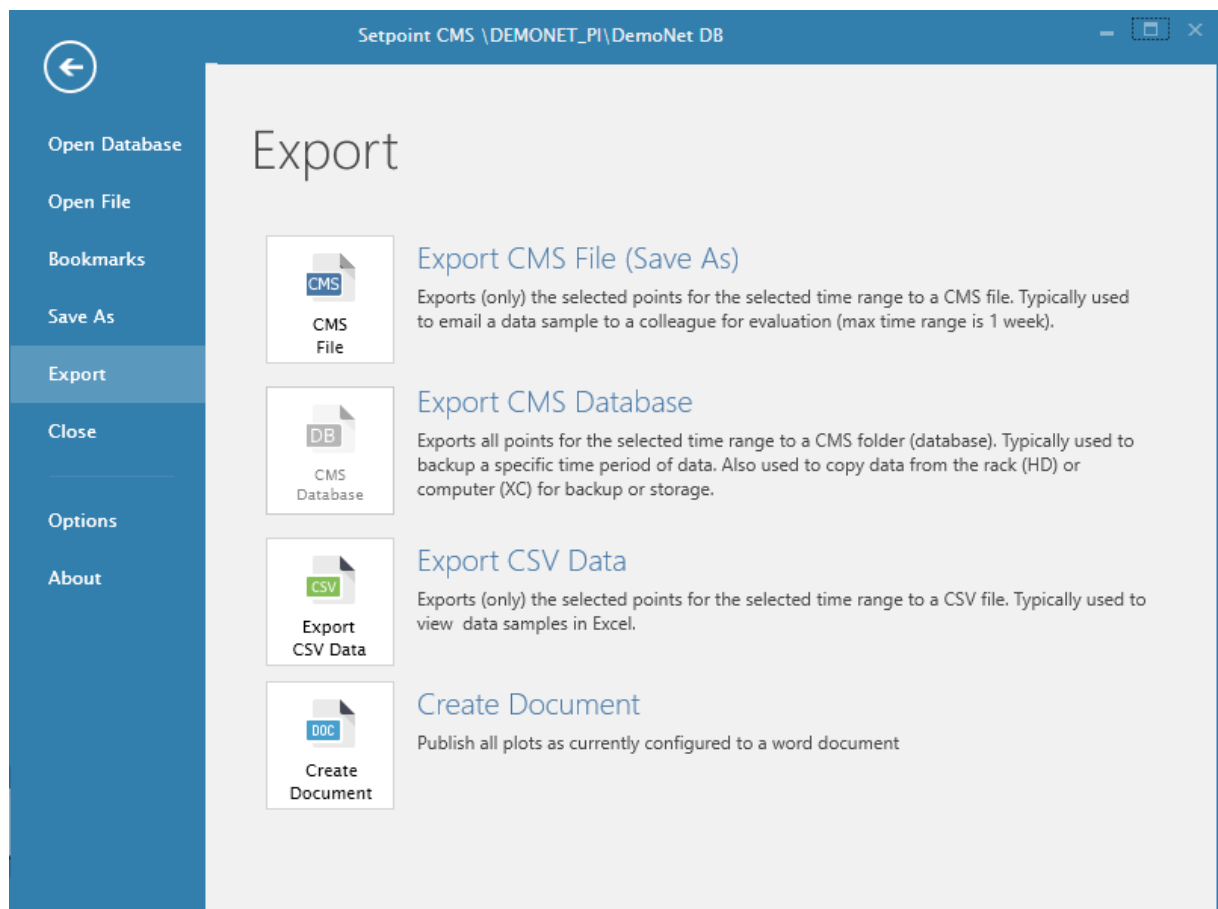 Setpoint CMS \DEMONET_PI\DemoNet DB
Open Database
Open File
Bookmarks
Save As
Export
Close
Options
About
Export
CMS
CMS
File
Export CMS File (Save As)
Exports (only) the selected points for the selected time range to a CMS file. Typically used
to email a data sample to a colleague for evaluation (max time range is 1 week).
DB
CMS
Database
Export CMS Database
Exports all points for the selected time range to a CMS folder (database). Typically used to
backup a specific time period of data. Also used to copy data from the rack (HD) or
computer (XC) for backup or storage.
CSV
Export
CSV Data
Export CSV Data
Exports (only) the selected points for the selected time range to a CSV file. Typically used to
view  data samples in Excel.
DOC
Create
Document
Create Document
Publish all plots as currently configured to a word document